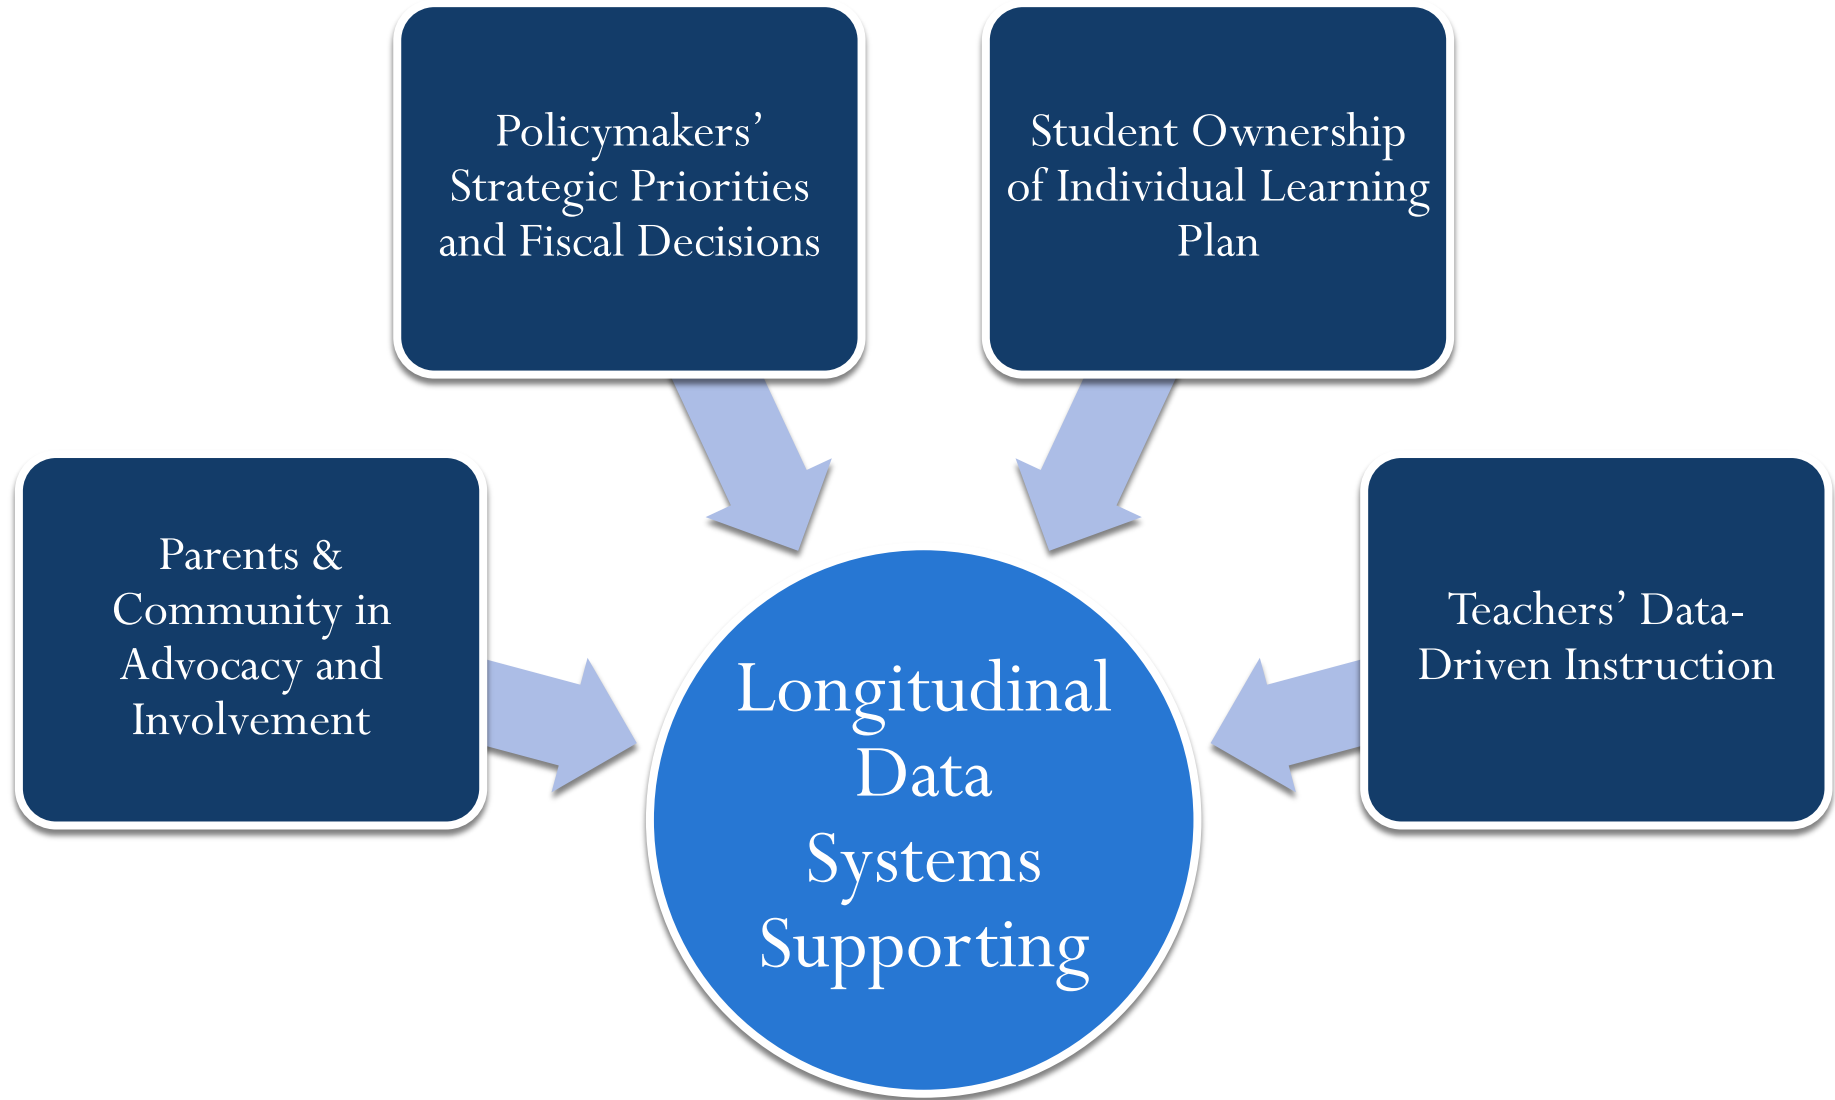 Policymakers’
Strategic Priorities
and Fiscal Decisions
Student Ownership
of Individual Learning
Plan
Parents &
Community in
Advocacy and
Involvement
Teachers’ Data-
Driven Instruction
Longitudinal
Data
Systems
Supporting